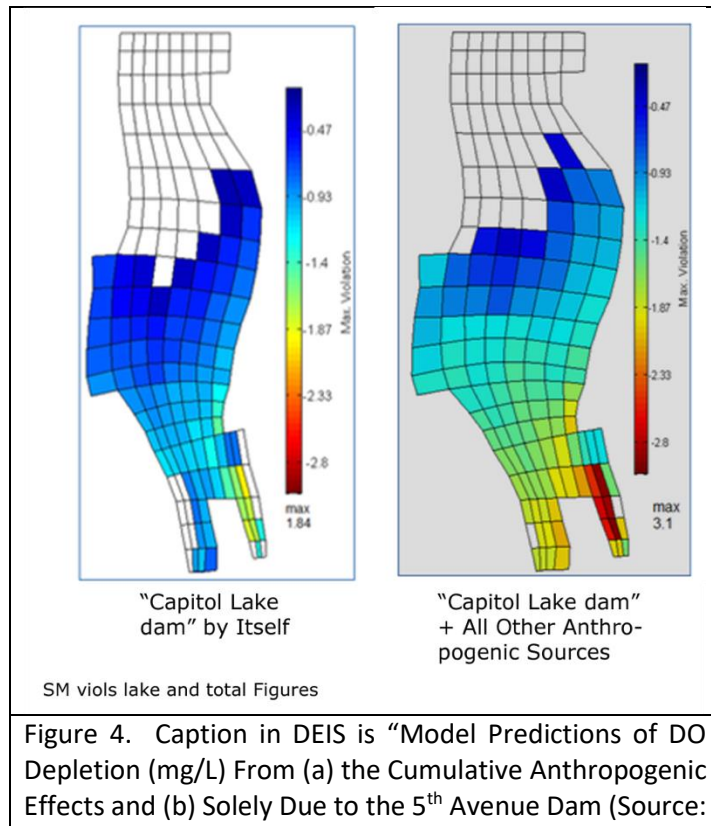 -0.47
-0.93
-1.4
-1.87
-2.33
-2.8
Max. Violation
max
1.84
-0.47
-0.93
-1.4
-1.87
-2.33
-2.8
Max. Violation
max
3.1
"Capitol Lake
dam" by Itself
"Capitol Lake dam"
+ All Other Anthro-
pogenic Sources
SM viols lake and total Figures
Figure 4. Caption in DEIS is “Model Predictions of DO
Depletion (mg/L) From (a) the Cumulative Anthropogenic
Effects and (b) Solely Due to the 5th Avenue Dam (Source: